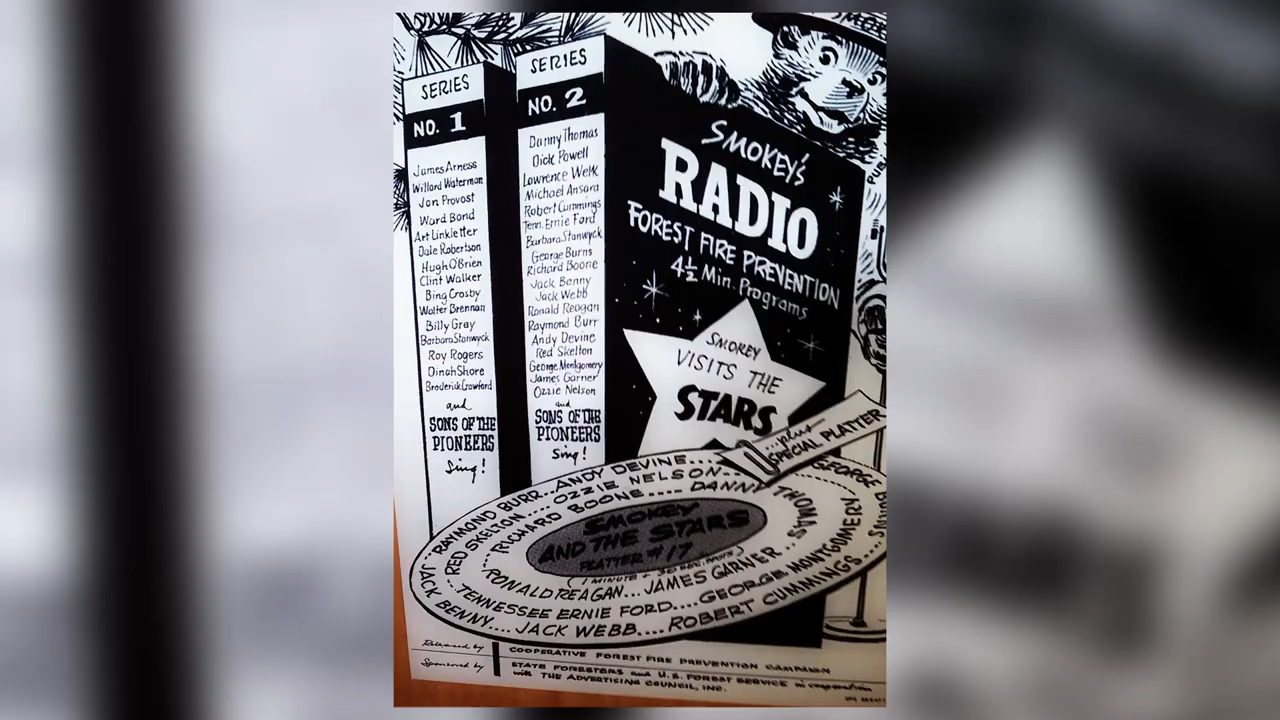 SERIES
NO. 1
James Arness
Willard Waterman
Jon Provost
Ward Bond
Art Linkletter
Dale Robertson
Hugh O'Brien
Clint Walker
Bing Crosby
Walter Brennan
Billy Gray
Barbara Stanwyck
Roy Rogers
Dinah Shore
Broderick Crawford
and
SONS OF THE
PIONEERS
Sing!
SERIES
NO. 2
Danny Thomas
Dick Powell
Lawrence Welk
Michael Ansara
Robert Cummings
Tenn. Ernie Ford
Barbara Stanwyck
George Burns
Richard Boone
Jack Benny
Jack Webb
Ronald Reagan
Raymond Burr
Andy Devine
Red Skelton
George Montgomery
James Garner
Ozzie Nelson
and
SONS OF THE
PIONEERS
Sing!
SMOKEY'S
RADIO
FOREST FIRE PREVENTION
4½ Min. Programs
SMOKEY
VISITS THE
STARS
...plus
SPECIAL PLATTER
RAYMOND BURR...ANDY DEVINE....
GEORGE
RED SKELTON.... OZZIE NELSON....
RICHARD BOONE.... DANNY THOMAS...
SMOKEY
AND THE STARS
PLATTER #17
RONALD REAGAN...JAMES GARNER
TENNESSEE ERNIE FORD....GEORGE MONTGOMERY
JACK BENNY.... JACK WEBB.... ROBERT CUMMINGS....
Released by COOPERATIVE FOREST FIRE PREVENTION CAMPAIGN
Sponsored by STATE FORESTERS and U.S. FOREST SERVICE in cooperation
with THE ADVERTISING COUNCIL, INC.